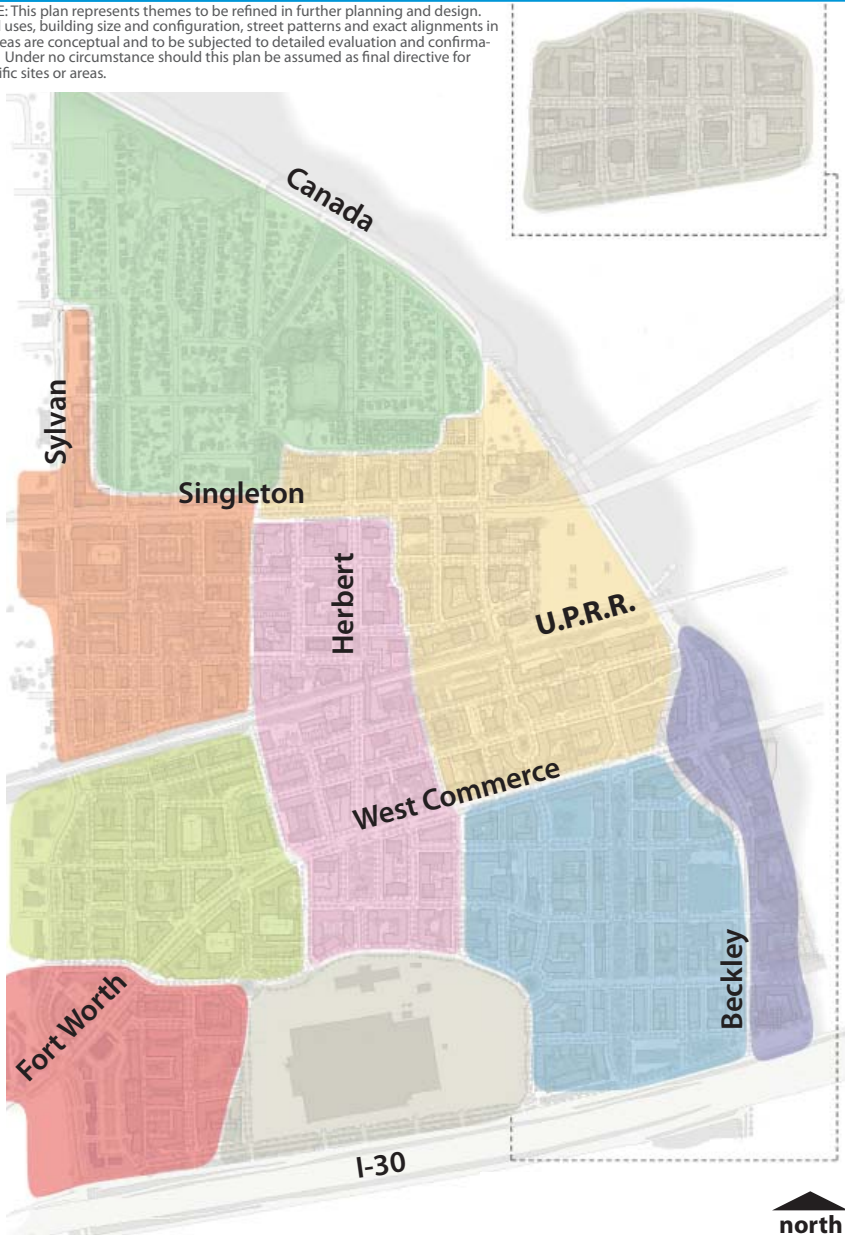 E: This plan represents themes to be refined in further planning and design.
uses, building size and configuration, street patterns and exact alignments in
eas are conceptual and to be subjected to detailed evaluation and confirma-
Under no circumstance should this plan be assumed as final directive for
ific sites or areas.
Canada
Sylvan
Singleton
Herbert
U.P.R.R.
West Commerce
Beckley
Fort Worth
I-30
north